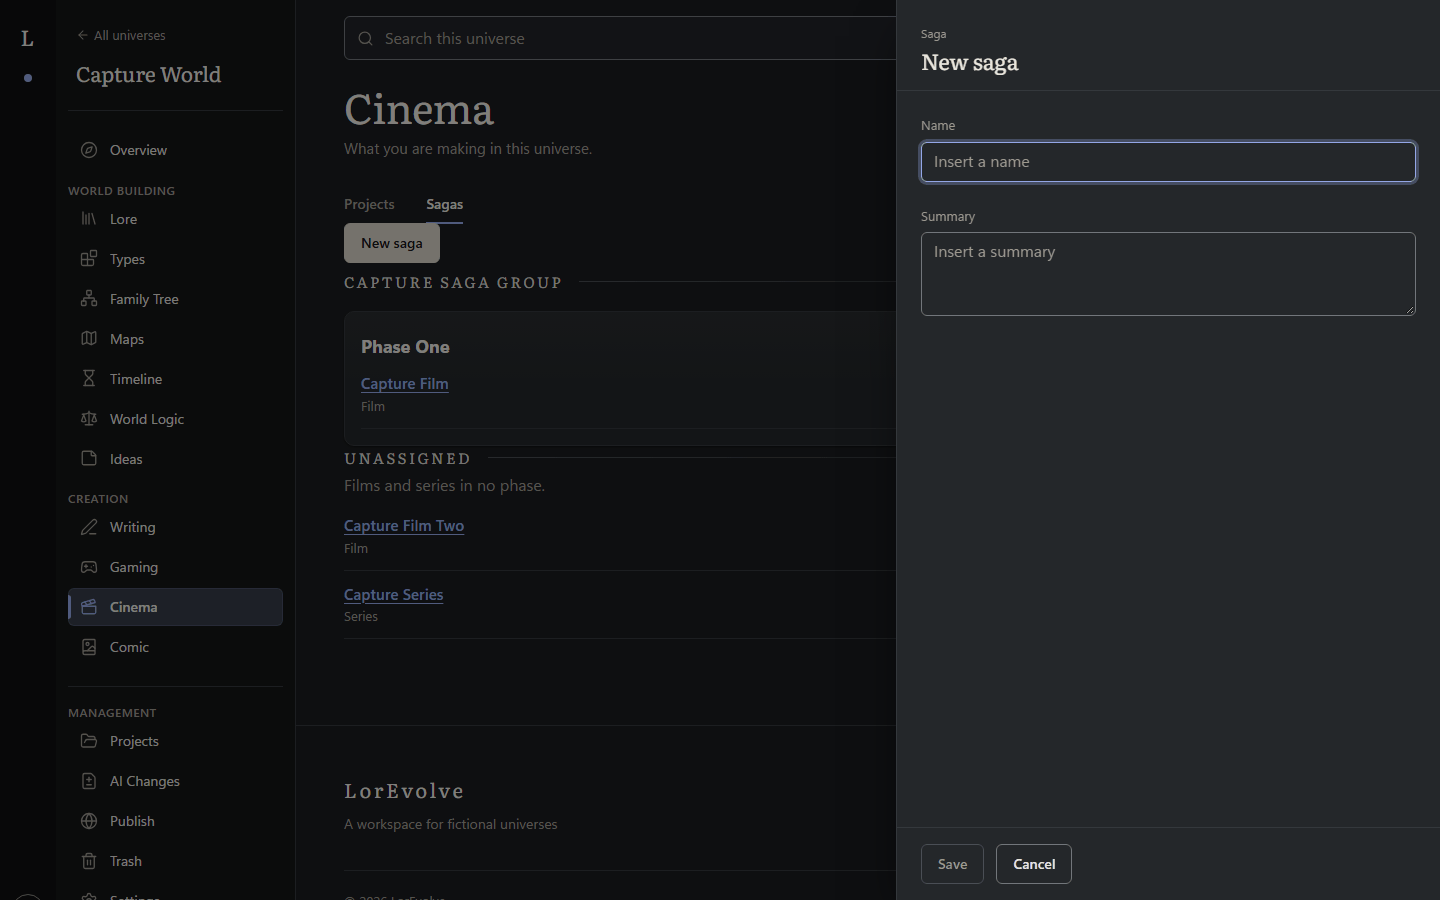 L
All universes
Capture World
Overview
WORLD BUILDING
Lore
Types
Family Tree
Maps
Timeline
World Logic
Ideas
CREATION
Writing
Gaming
Cinema
Comic
MANAGEMENT
Projects
AI Changes
Publish
Trash
Settings
Search this universe
Cinema
What you are making in this universe.
Projects Sagas
New saga
CAPTURE SAGA GROUP
Phase One
Capture Film
Film
UNASSIGNED
Films and series in no phase.
Capture Film Two
Film
Capture Series
Series
LorEvolve
A workspace for fictional universes
© 2026 LorEvolve
Saga
New saga
Name
Insert a name
Summary
Insert a summary
Save Cancel